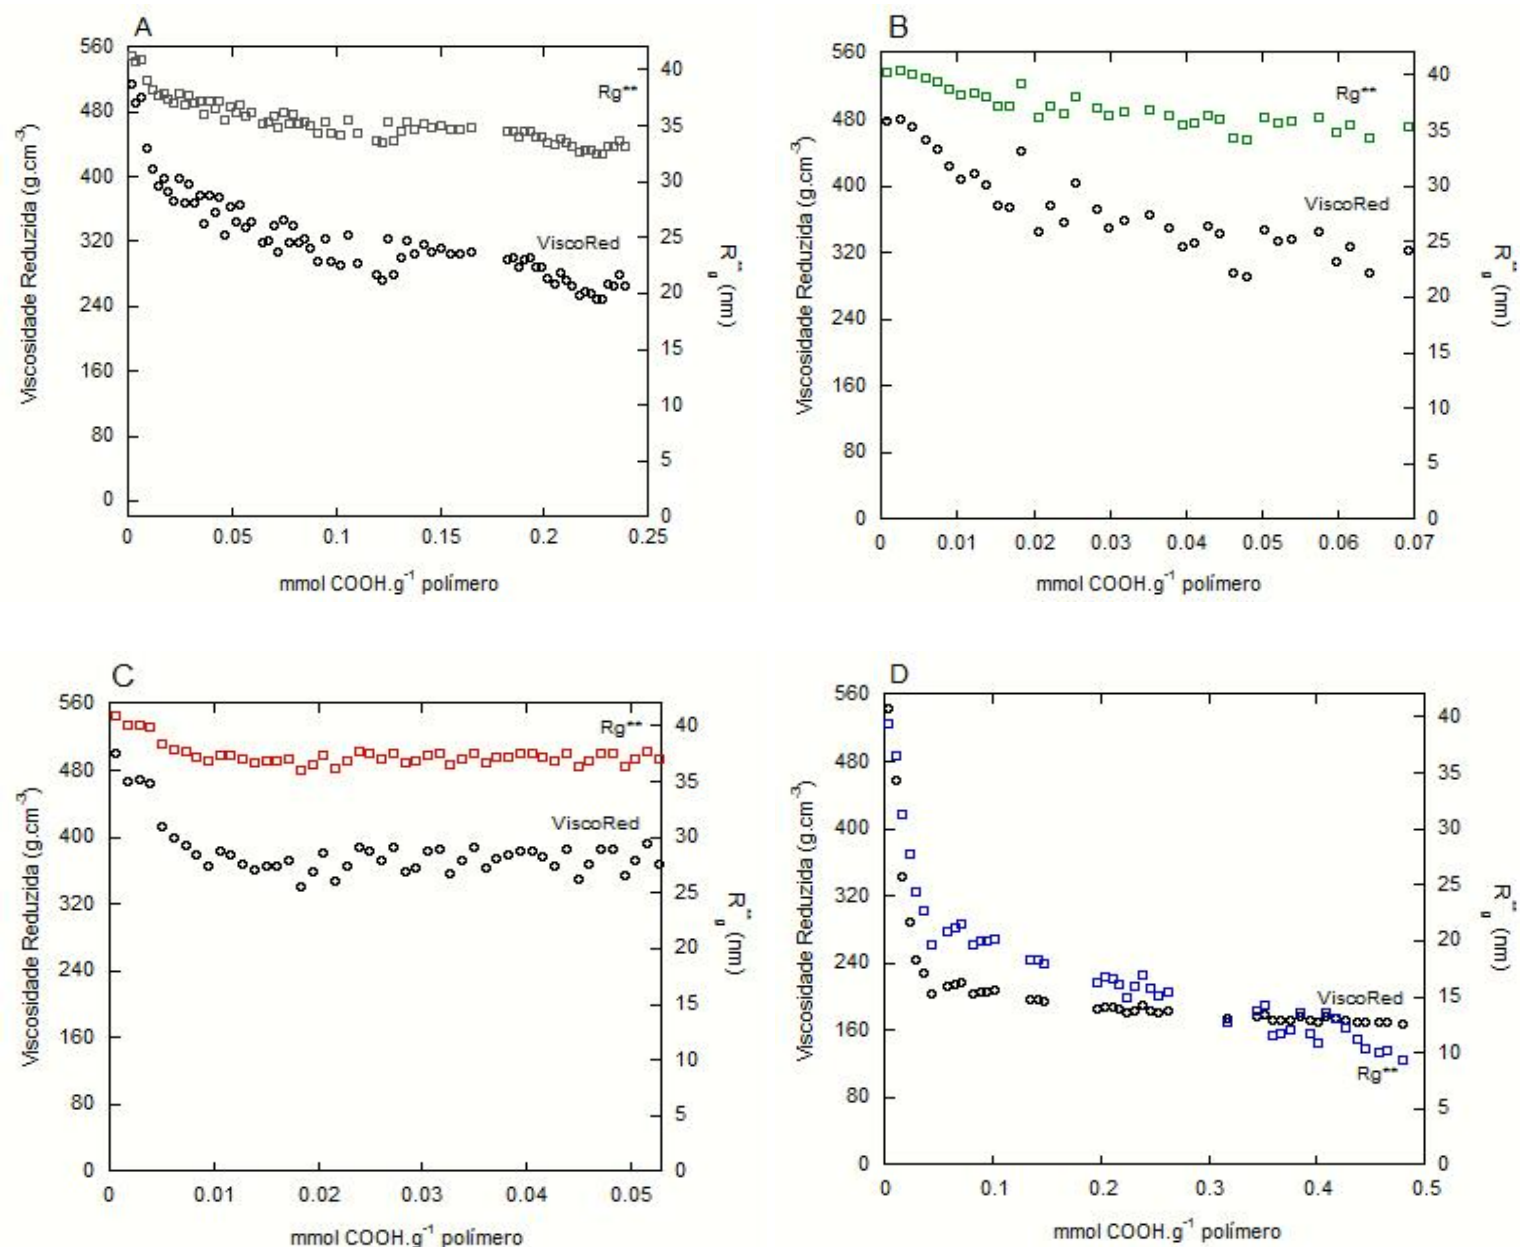 A
560
480
400
320
240
160
80
0
Viscosidade Reduzida (g.cm⁻³)
Rg**
ViscoRed
40
35
30
25
20
15
10
5
0
R**g (nm)
0 0.05 0.1 0.15 0.2 0.25
mmol COOH.g⁻¹ polímero
B
560
480
400
320
240
160
80
0
Viscosidade Reduzida (g.cm⁻³)
Rg**
ViscoRed
40
35
30
25
20
15
10
5
0
R**g (nm)
0 0.01 0.02 0.03 0.04 0.05 0.06 0.07
mmol COOH.g⁻¹ polímero
C
560
480
400
320
240
160
80
0
Viscosidade Reduzida (g.cm⁻³)
Rg**
ViscoRed
40
35
30
25
20
15
10
5
0
R**g (nm)
0 0.01 0.02 0.03 0.04 0.05
mmol COOH.g⁻¹ polímero
D
560
480
400
320
240
160
80
0
Viscosidade Reduzida (g.cm⁻³)
ViscoRed
Rg**
40
35
30
25
20
15
10
5
0
R**g (nm)
0 0.1 0.2 0.3 0.4 0.5
mmol COOH.g⁻¹ polímero